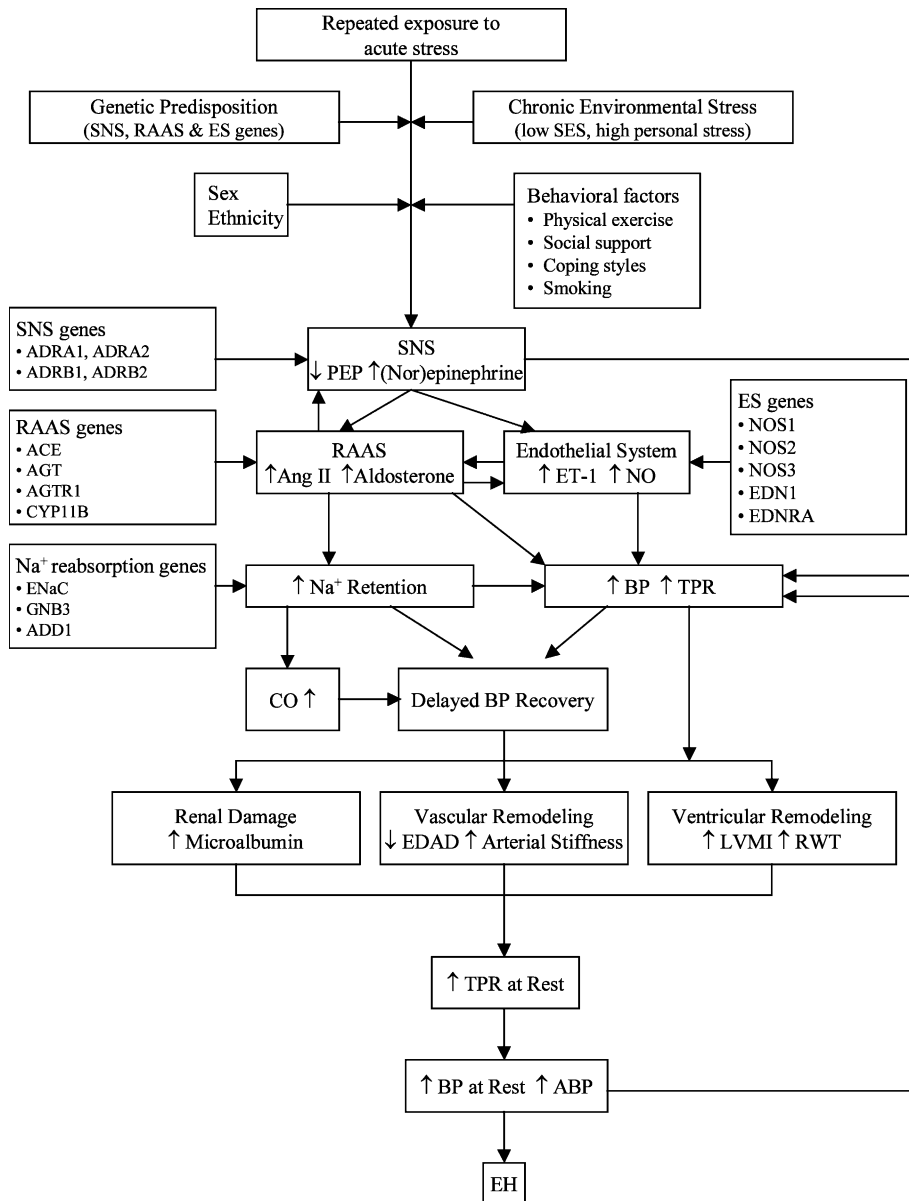 Repeated exposure to
acute stress
Genetic Predisposition
(SNS, RAAS & ES genes)
Chronic Environmental Stress
(low SES, high personal stress)
Sex
Ethnicity
Behavioral factors
• Physical exercise
• Social support
• Coping styles
• Smoking
SNS genes
• ADRA1, ADRA2
• ADRB1, ADRB2
SNS
↓ PEP ↑(Nor)epinephrine
RAAS genes
• ACE
• AGT
• AGTR1
• CYP11B
RAAS
↑Ang II ↑Aldosterone
Endothelial System
↑ ET-1 ↑ NO
ES genes
• NOS1
• NOS2
• NOS3
• EDN1
• EDNRA
Na⁺ reabsorption genes
• ENaC
• GNB3
• ADD1
↑ Na⁺ Retention
↑ BP ↑ TPR
CO ↑
Delayed BP Recovery
Renal Damage
↑ Microalbumin
Vascular Remodeling
↓ EDAD ↑ Arterial Stiffness
Ventricular Remodeling
↑ LVMI ↑ RWT
↑ TPR at Rest
↑ BP at Rest ↑ ABP
EH